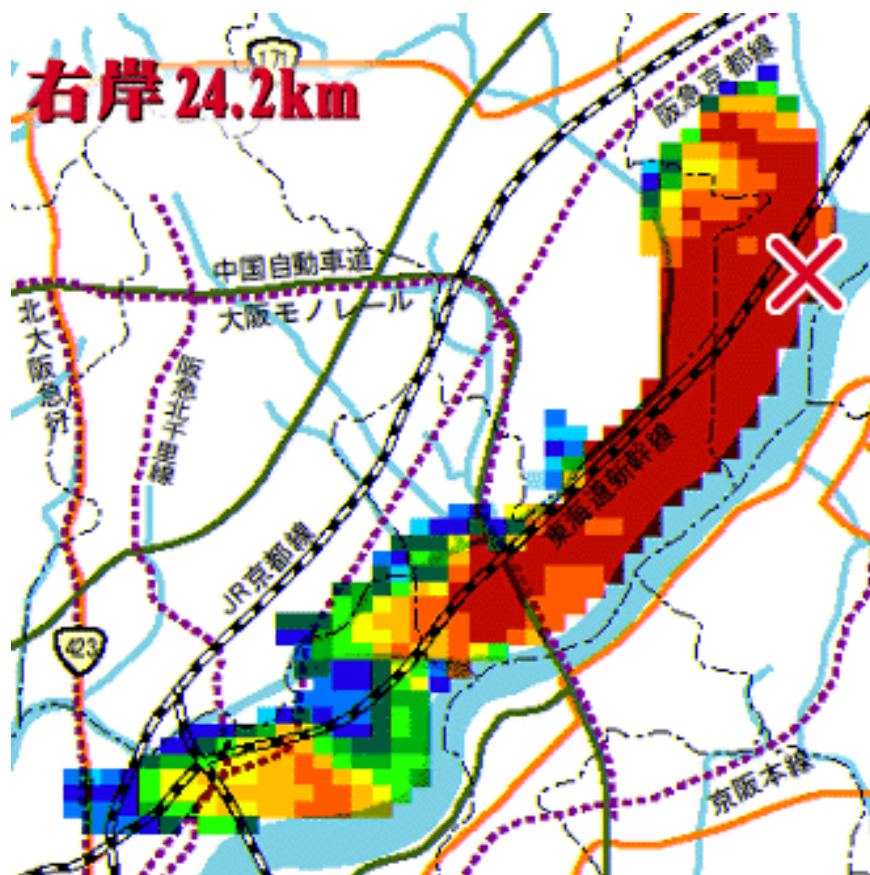 171
右岸 24.2km
阪急京都線
中国自動車道
大阪モノレール
北大阪急行
阪急千里線
東海道新幹線
JR京都線
423
京阪本線